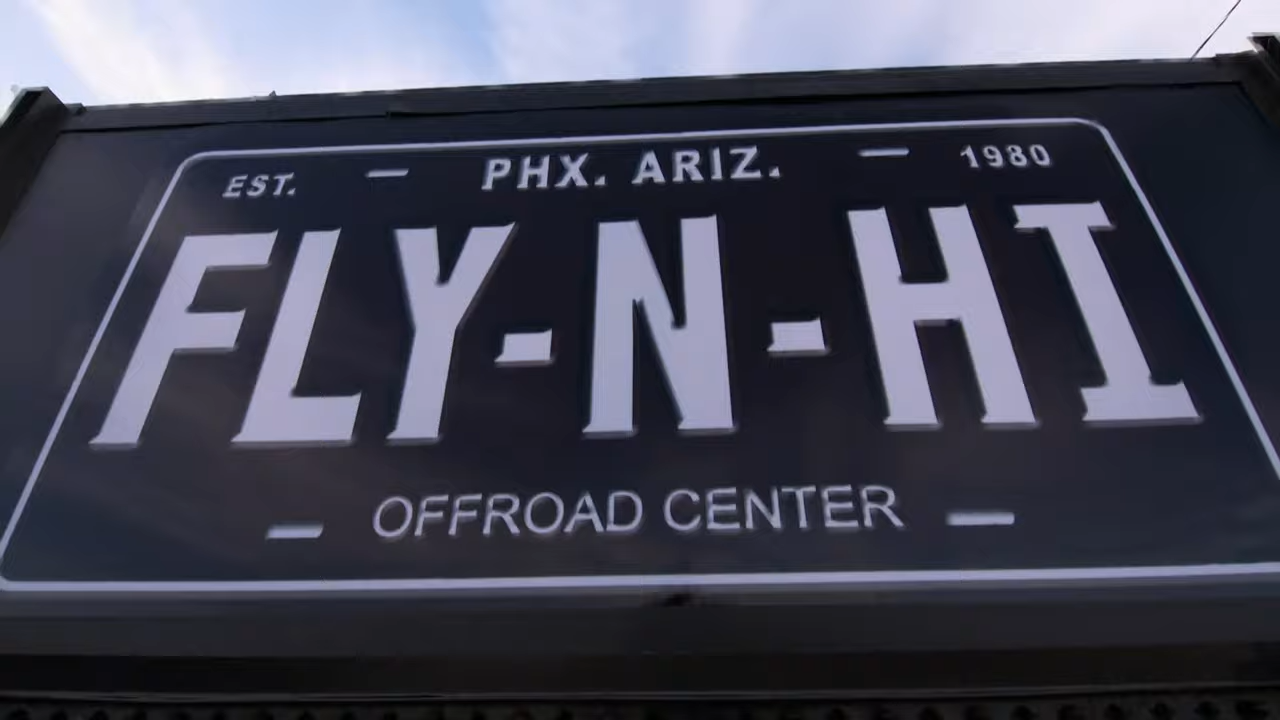 EST. - PHX. ARIZ. - 1980
FLY-N-HI
- OFFROAD CENTER -